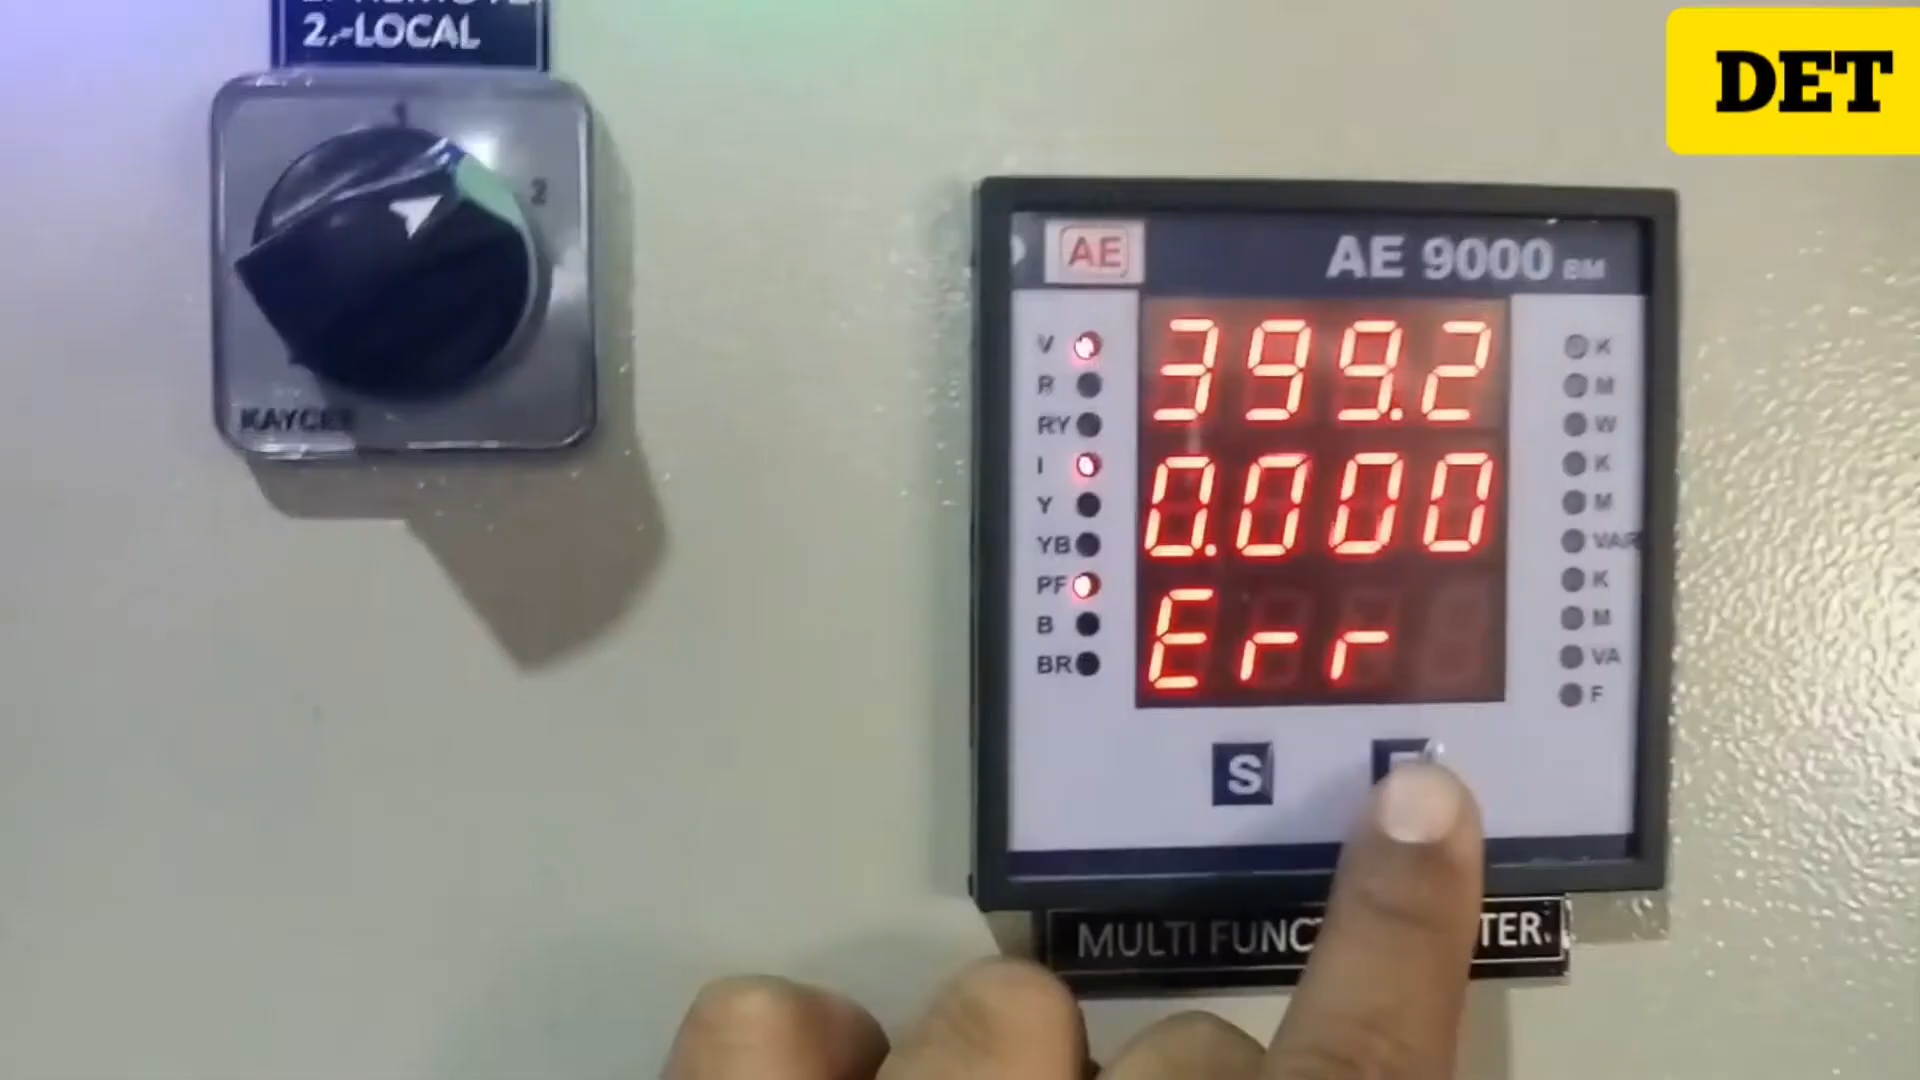 2.-LOCAL
1
2
KAYCEE
DET
AE
AE 9000 BM
V
R
RY
I
Y
YB
PF
B
BR
399.2
0.000
Err
K
M
W
K
M
VAR
K
M
VA
F
S
MULTI FUNC TER.